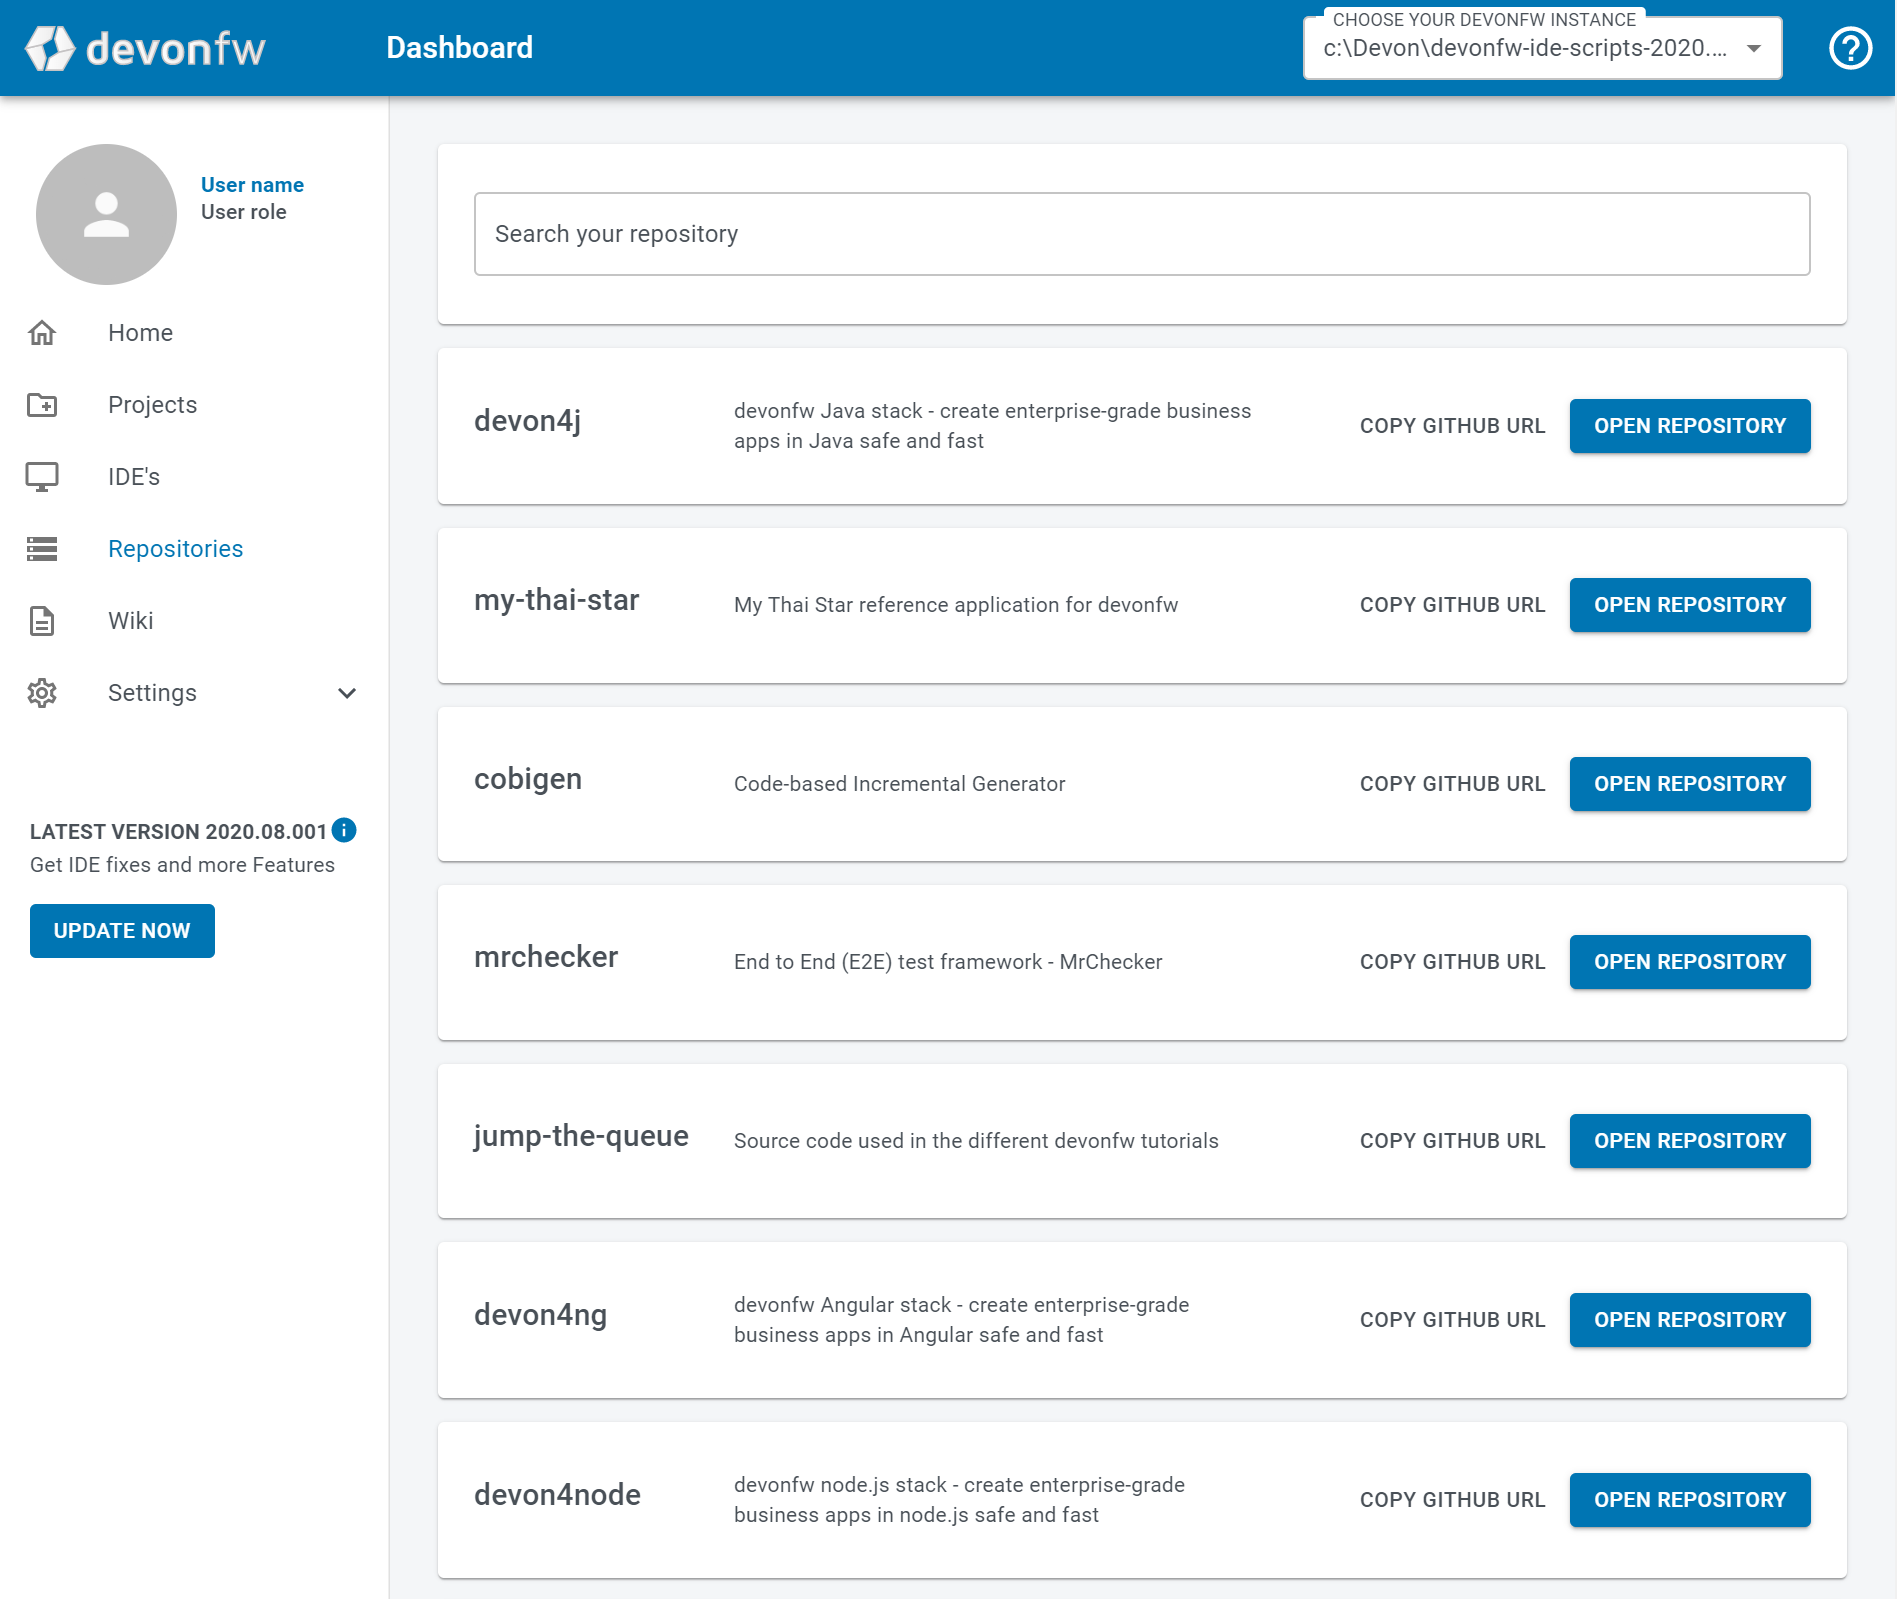 devonfw
Dashboard
CHOOSE YOUR DEVONFW INSTANCE
c:\Devon\devonfw-ide-scripts-2020....
User name
User role
Home
Projects
IDE's
Repositories
Wiki
Settings
LATEST VERSION 2020.08.001
Get IDE fixes and more Features
UPDATE NOW
Search your repository
devon4j
devonfw Java stack - create enterprise-grade business
apps in Java safe and fast
COPY GITHUB URL
OPEN REPOSITORY
my-thai-star
My Thai Star reference application for devonfw
COPY GITHUB URL
OPEN REPOSITORY
cobigen
Code-based Incremental Generator
COPY GITHUB URL
OPEN REPOSITORY
mrchecker
End to End (E2E) test framework - MrChecker
COPY GITHUB URL
OPEN REPOSITORY
jump-the-queue
Source code used in the different devonfw tutorials
COPY GITHUB URL
OPEN REPOSITORY
devon4ng
devonfw Angular stack - create enterprise-grade
business apps in Angular safe and fast
COPY GITHUB URL
OPEN REPOSITORY
devon4node
devonfw node.js stack - create enterprise-grade
business apps in node.js safe and fast
COPY GITHUB URL
OPEN REPOSITORY